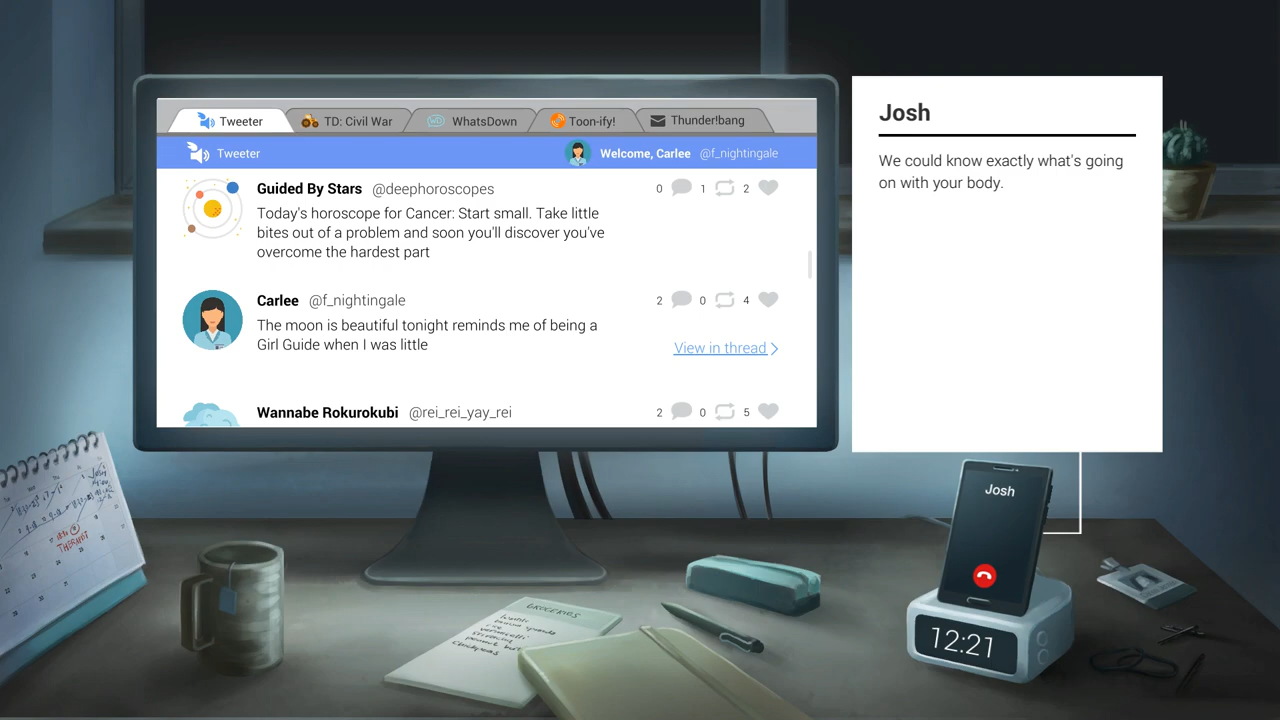 Tweeter
TD: Civil War
WhatsDown
Toon-ify!
Thunder!bang
Tweeter
Welcome, Carlee @f_nightingale
Guided By Stars @deephoroscopes
0 1 2
Today's horoscope for Cancer: Start small. Take little
bites out of a problem and soon you'll discover you've
overcome the hardest part
Carlee @f_nightingale
2 0 4
The moon is beautiful tonight reminds me of being a
Girl Guide when I was little
View in thread
Wannabe Rokurokubi @rei_rei_yay_rei
2 0 5
Josh
We could know exactly what's going
on with your body.
Josh
12:21
THERAPIST
GROCERIES